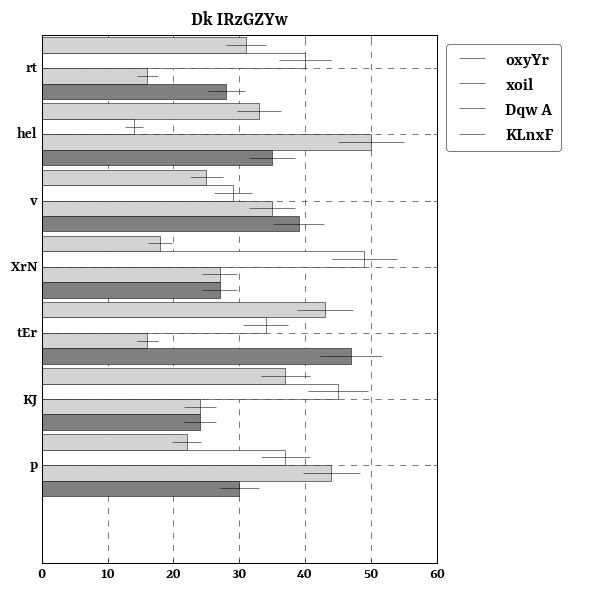 Dk IRzGZYw
rt
hel
v
XrN
tEr
KJ
p
0 10 20 30 40 50 60
oxyYr
xoil
Dqw A
KLnxF